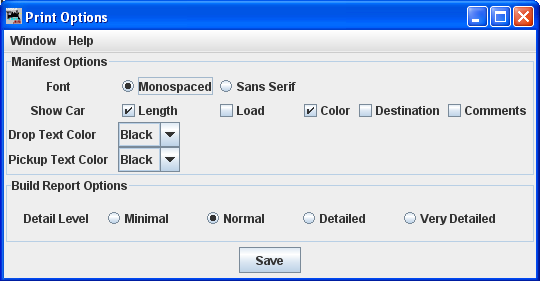 Print Options
Window Help
Manifest Options
Font Monospaced Sans Serif
Show Car Length Load Color Destination Comments
Drop Text Color Black
Pickup Text Color Black
Build Report Options
Detail Level Minimal Normal Detailed Very Detailed
Save